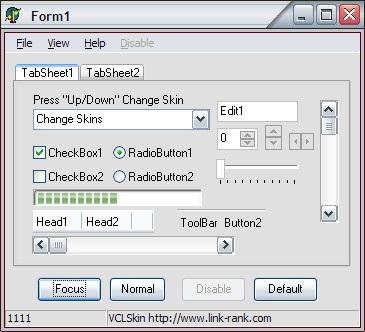 Form1
File View Help Disable
TabSheet1 TabSheet2
Press "Up/Down" Change Skin
Edit1
Change Skins
0
CheckBox1 RadioButton1
CheckBox2 RadioButton2
Head1 Head2 ToolBar Button2
Focus Normal Disable Default
1111 VCLSkin http://www.link-rank.com